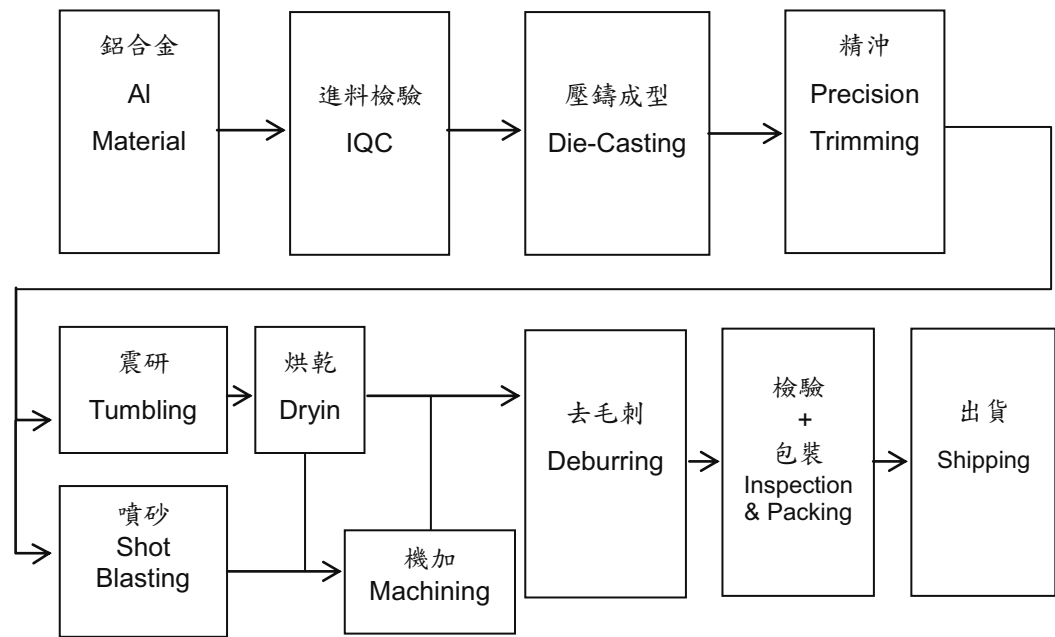 鋁合金
Al
Material
進料檢驗
IQC
壓鑄成型
Die-Casting
精沖
Precision
Trimming
震研
Tumbling
烘乾
Dryin
噴砂
Shot
Blasting
機加
Machining
去毛刺
Deburring
檢驗
+
包裝
Inspection
& Packing
出貨
Shipping